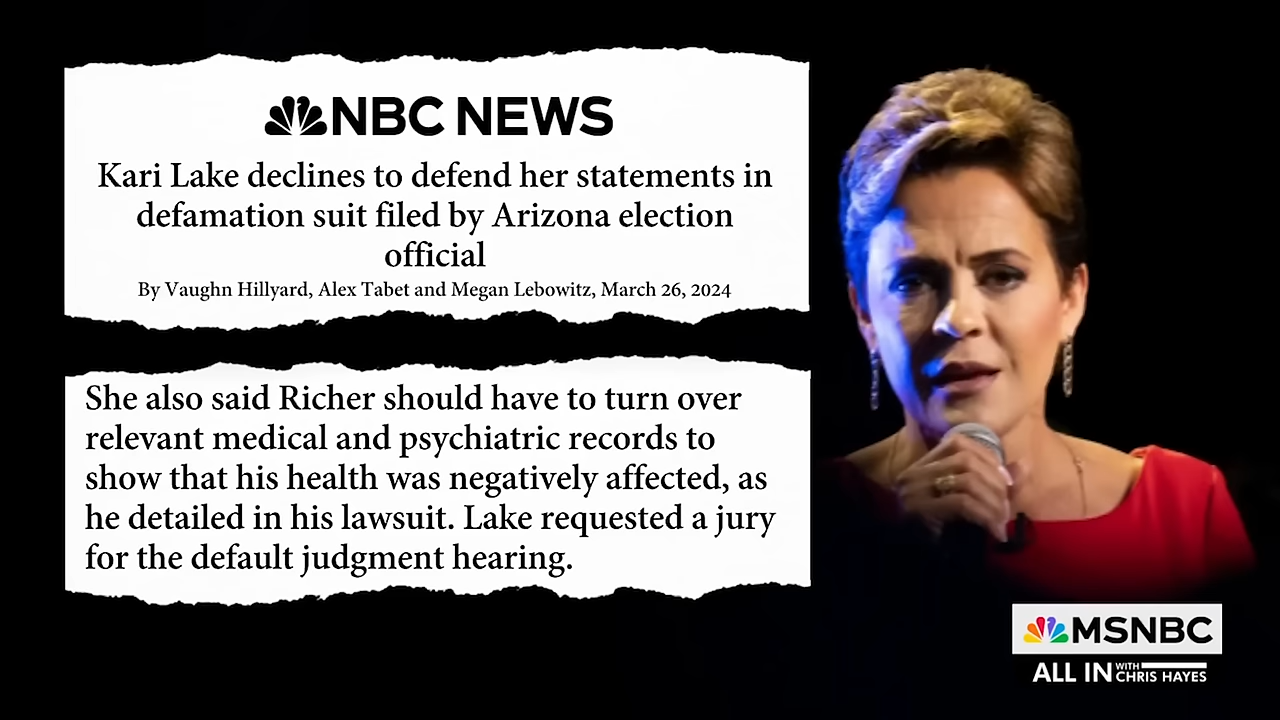 NBC NEWS
Kari Lake declines to defend her statements in
defamation suit filed by Arizona election
official
By Vaughn Hillyard, Alex Tabet and Megan Lebowitz, March 26, 2024
She also said Richer should have to turn over
relevant medical and psychiatric records to
show that his health was negatively affected, as
he detailed in his lawsuit. Lake requested a jury
for the default judgment hearing.
MSNBC
ALL IN WITH CHRIS HAYES